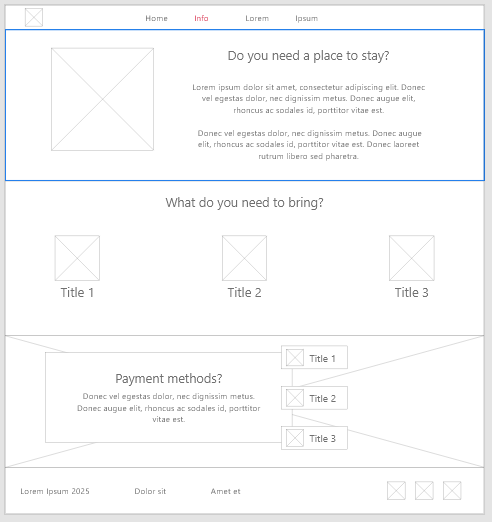 Home Info Lorem Ipsum
Do you need a place to stay?
Lorem ipsum dolor sit amet, consectetur adipiscing elit. Donec
vel egestas dolor, nec dignissim metus. Donec augue elit,
rhoncus ac sodales id, porttitor vitae est.
Donec vel egestas dolor, nec dignissim metus. Donec augue
elit, rhoncus ac sodales id, porttitor vitae est. Donec laoreet
rutrum libero sed pharetra.
What do you need to bring?
Title 1 Title 2 Title 3
Payment methods?
Donec vel egestas dolor, nec dignissim metus.
Donec augue elit, rhoncus ac sodales id, porttitor
vitae est.
Title 1
Title 2
Title 3
Lorem Ipsum 2025 Dolor sit Amet et